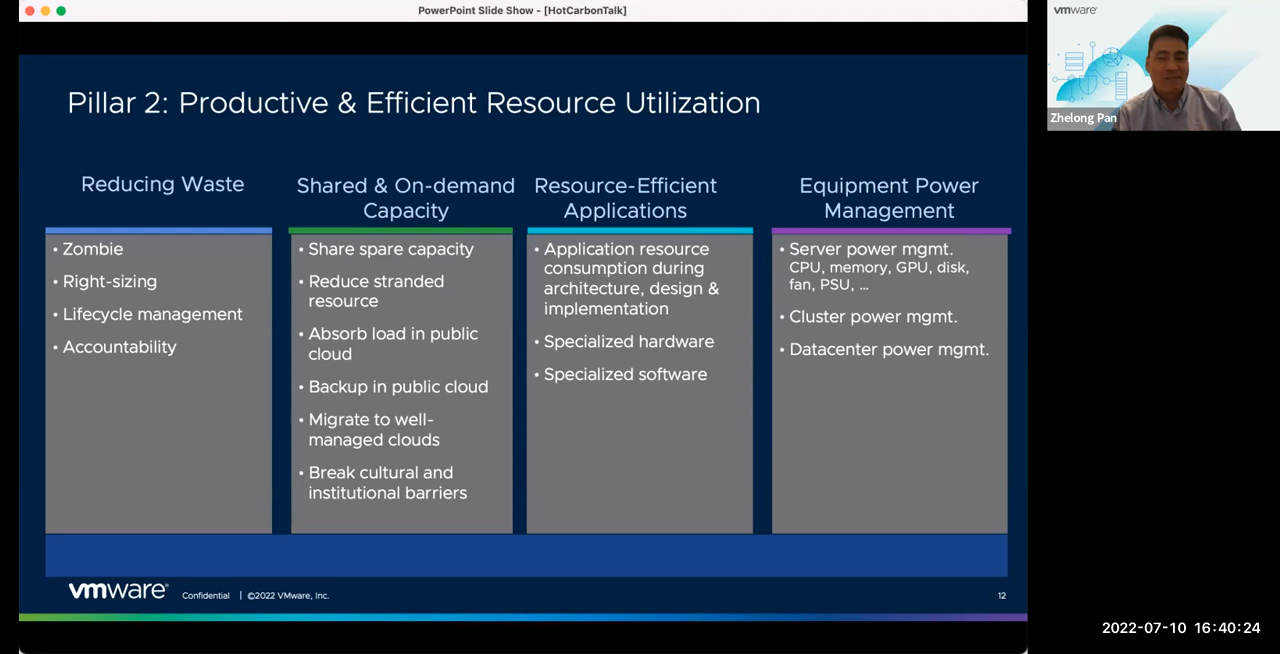 PowerPoint Slide Show - [HotCarbonTalk]
vmware
Zhelong Pan
Pillar 2: Productive & Efficient Resource Utilization
Reducing Waste
• Zombie
• Right-sizing
• Lifecycle management
• Accountability
Shared & On-demand
Capacity
• Share spare capacity
• Reduce stranded
resource
• Absorb load in public
cloud
• Backup in public cloud
• Migrate to well-
managed clouds
• Break cultural and
institutional barriers
Resource-Efficient
Applications
• Application resource
consumption during
architecture, design &
implementation
• Specialized hardware
• Specialized software
Equipment Power
Management
• Server power mgmt.
CPU, memory, GPU, disk,
fan, PSU, ...
• Cluster power mgmt.
• Datacenter power mgmt.
vmware® Confidential | ©2022 VMware, Inc. 12
2022-07-10 16:40:24